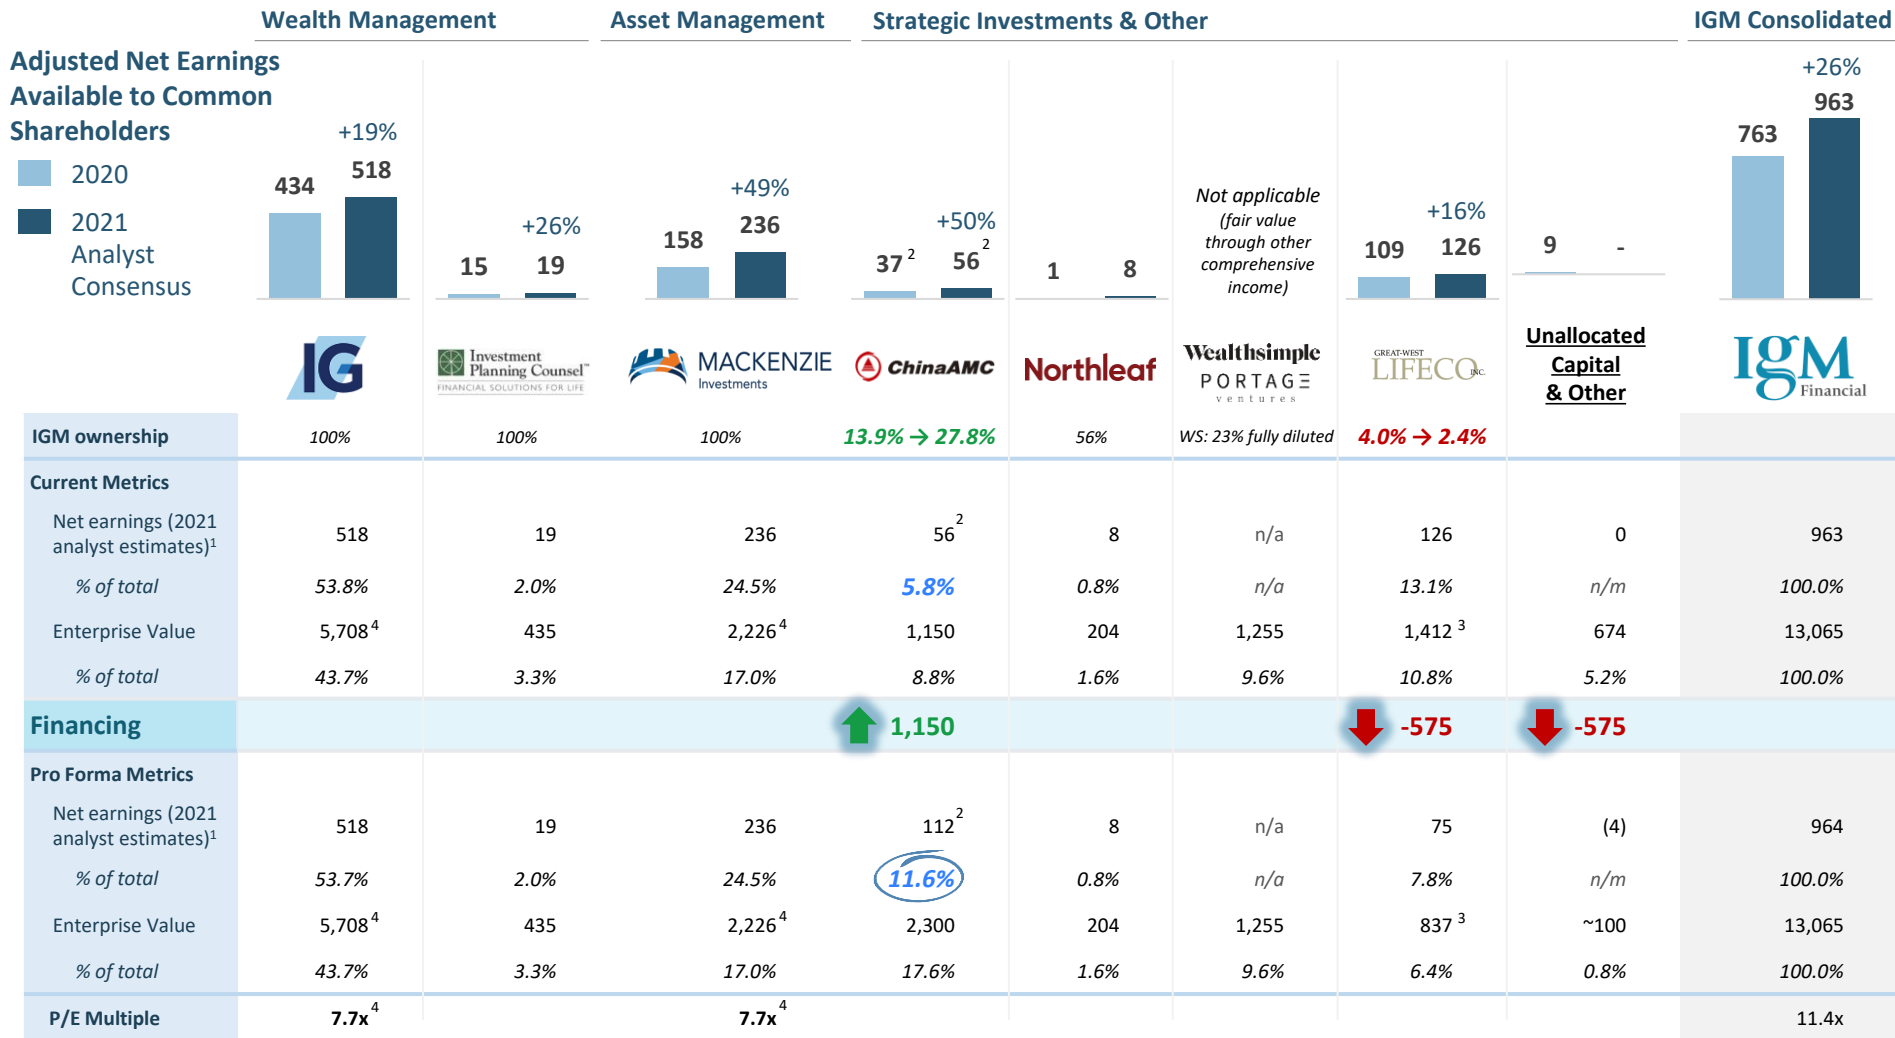 Wealth Management
Asset Management
Strategic Investments & Other
IGM Consolidated
Adjusted Net Earnings
Available to Common
Shareholders
2020
2021
Analyst
Consensus
+19%
434
518
+26%
15
19
+49%
158
236
+50%
37 2
56 2
1
8
Not applicable
(fair value
through other
comprehensive
income)
+16%
109
126
9
-
+26%
763
963
IG
Investment
Planning Counsel™
FINANCIAL SOLUTIONS FOR LIFE
MACKENZIE
Investments
ChinaAMC
Northleaf
Wealthsimple
PORTAGE
ventures
GREAT-WEST
LIFECO INC.
Unallocated
Capital
& Other
IGM
Financial
IGM ownership 100% 100% 100% 13.9% → 27.8% 56% WS: 23% fully diluted 4.0% → 2.4%
Current Metrics
Net earnings (2021
analyst estimates)1 518 19 236 56 2 8 n/a 126 0 963
% of total 53.8% 2.0% 24.5% 5.8% 0.8% n/a 13.1% n/m 100.0%
Enterprise Value 5,708 4 435 2,226 4 1,150 204 1,255 1,412 3 674 13,065
% of total 43.7% 3.3% 17.0% 8.8% 1.6% 9.6% 10.8% 5.2% 100.0%
Financing 1,150 -575 -575
Pro Forma Metrics
Net earnings (2021
analyst estimates)1 518 19 236 112 2 8 n/a 75 (4) 964
% of total 53.7% 2.0% 24.5% 11.6% 0.8% n/a 7.8% n/m 100.0%
Enterprise Value 5,708 4 435 2,226 4 2,300 204 1,255 837 3 ~100 13,065
% of total 43.7% 3.3% 17.0% 17.6% 1.6% 9.6% 6.4% 0.8% 100.0%
P/E Multiple 7.7x 4 7.7x 4 11.4x